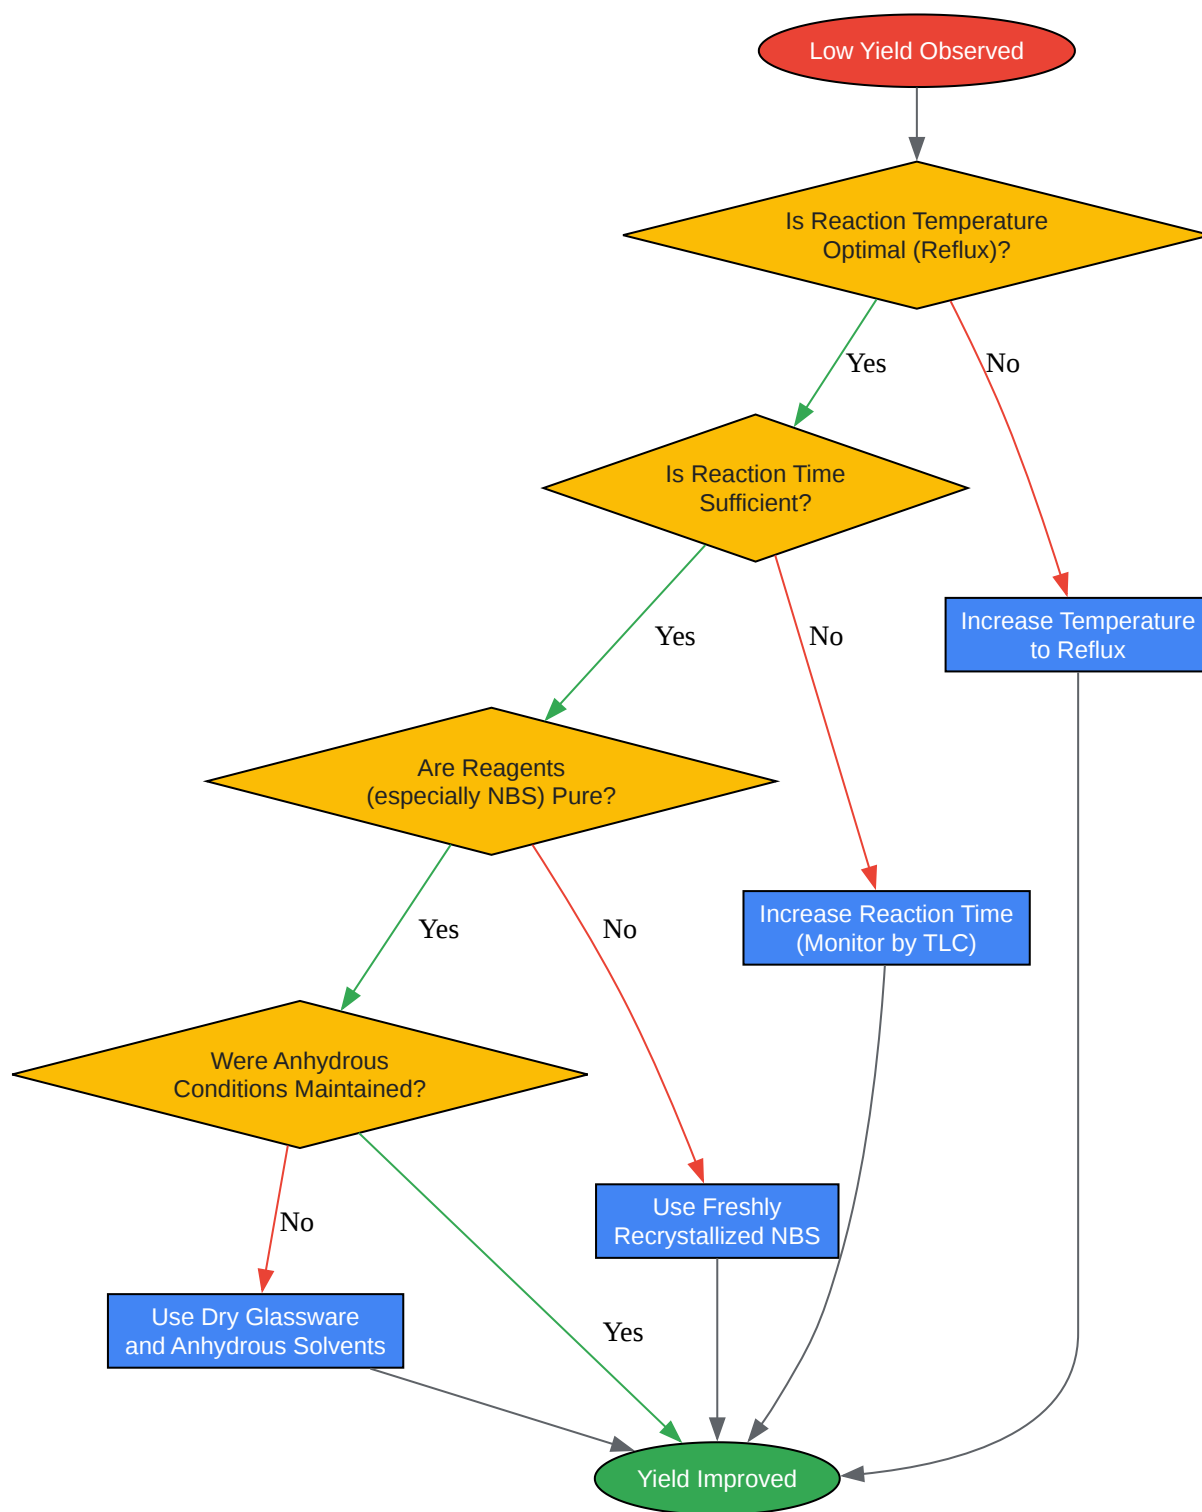 Low Yield Observed
Is Reaction Temperature
Optimal (Reflux)?
Yes
No
Is Reaction Time
Sufficient?
Increase Temperature
to Reflux
Yes
No
Are Reagents
(especially NBS) Pure?
Increase Reaction Time
(Monitor by TLC)
Yes
No
Were Anhydrous
Conditions Maintained?
Use Freshly
Recrystallized NBS
No
Use Dry Glassware
and Anhydrous Solvents
Yes
Yield Improved